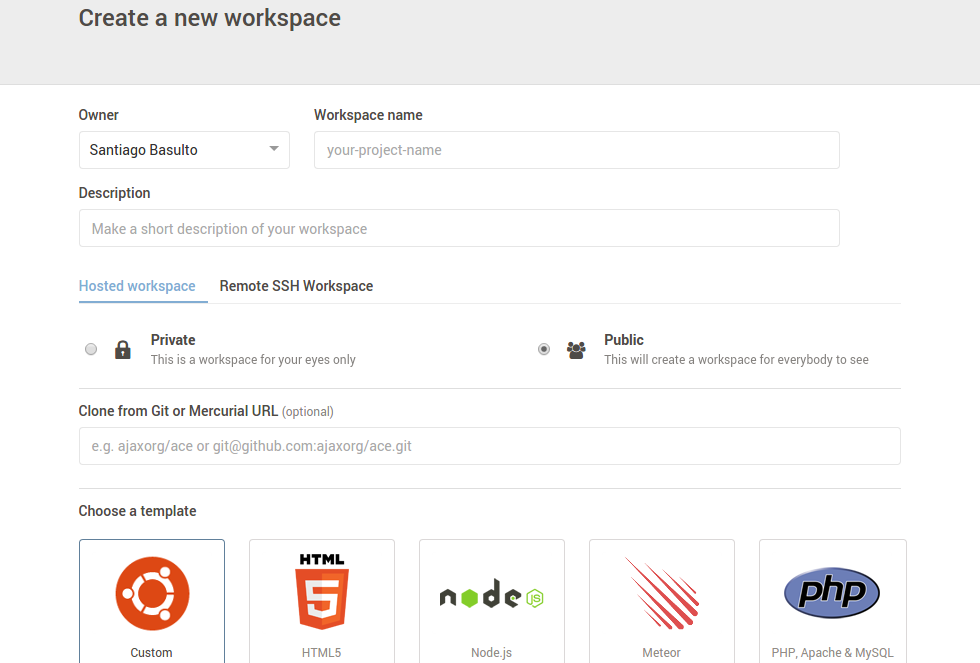 Create a new workspace
Owner
Workspace name
Santiago Basulto
your-project-name
Description
Make a short description of your workspace
Hosted workspace
Remote SSH Workspace
Private
This is a workspace for your eyes only
Public
This will create a workspace for everybody to see
Clone from Git or Mercurial URL (optional)
e.g. ajaxorg/ace or git@github.com:ajaxorg/ace.git
Choose a template
HTML
5
node
JS
php
Custom
HTML5
Node.js
Meteor
PHP, Apache & MySQL